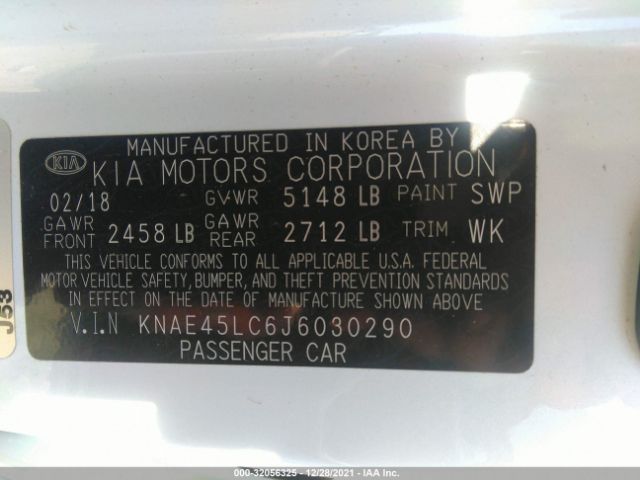 MANUFACTURED IN KOREA BY
KIA KIA MOTORS CORPORATION
02/18 GVWR 5148 LB PAINT SWP
GAWR FRONT 2458 LB GAWR REAR 2712 LB TRIM WK
THIS VEHICLE CONFORMS TO ALL APPLICABLE U.S.A. FEDERAL
MOTOR VEHICLE SAFETY, BUMPER, AND THEFT PREVENTION STANDARDS
IN EFFECT ON THE DATE OF MANUFACTURE SHOWN ABOVE
V.I.N KNAE45LC6J6030290
PASSENGER CAR
J53
000-32056325 - 12/28/2021 - IAA Inc.